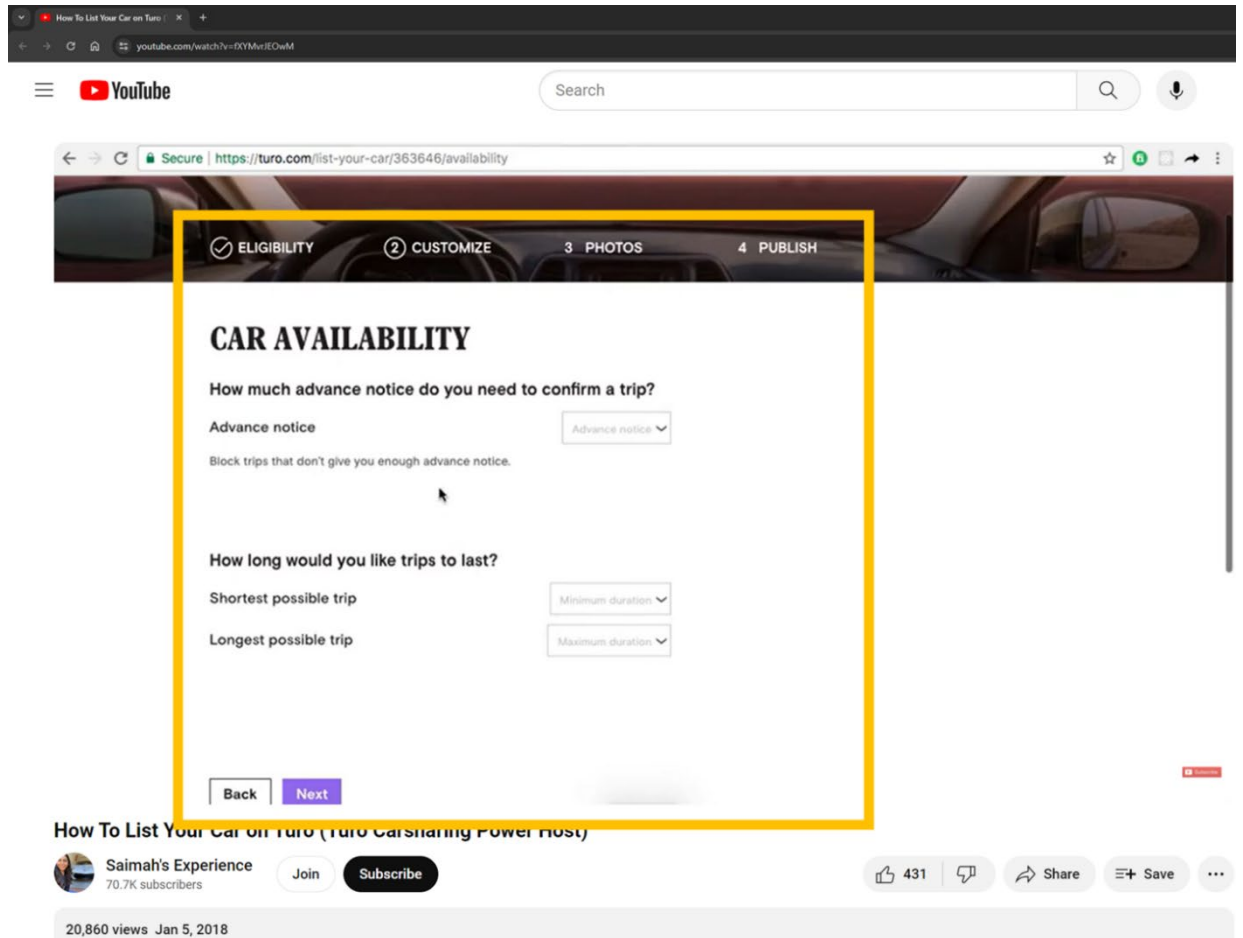 How To List Your Car on Turo (
youtube.com/watch?v=fXYMvrJEOwM
YouTube
Search
Secure | https://turo.com/list-your-car/363646/availability
ELIGIBILITY 2 CUSTOMIZE 3 PHOTOS 4 PUBLISH
CAR AVAILABILITY
How much advance notice do you need to confirm a trip?
Advance notice Advance notice
Block trips that don't give you enough advance notice.
How long would you like trips to last?
Shortest possible trip Minimum duration
Longest possible trip Maximum duration
Back Next
Subscribe
How To List Your Car on Turo (Turo Carsharing Power Host)
Saimah's Experience
70.7K subscribers
Join Subscribe 431 Share Save
20,860 views Jan 5, 2018